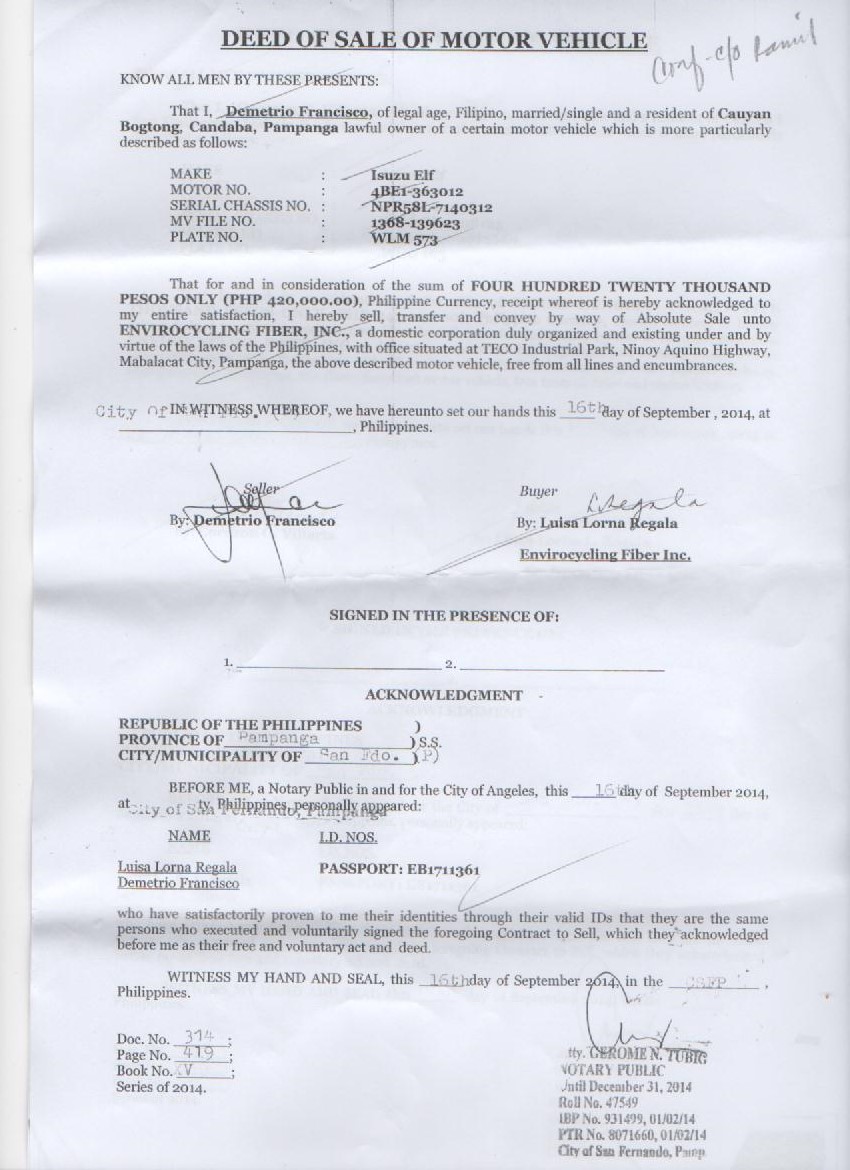 DEED OF SALE OF MOTOR VEHICLE
KNOW ALL MEN BY THESE PRESENTS:
That I, Demetrio Francisco, of legal age, Filipino, married/single and a resident of Cauyan
Bogtong, Candaba, Pampanga lawful owner of a certain motor vehicle which is more particularly
described as follows:
MAKE : Isuzu Elf
MOTOR NO. : 4BE1-363012
SERIAL CHASSIS NO. : NPR58L-7140312
MV FILE NO. : 1368-139623
PLATE NO. : WLM 573
That for and in consideration of the sum of FOUR HUNDRED TWENTY THOUSAND
PESOS ONLY (PHP 420,000.00), Philippine Currency, receipt whereof is hereby acknowledged to
my entire satisfaction, I hereby sell, transfer and convey by way of Absolute Sale unto
ENVIROCYCLING FIBER, INC., a domestic corporation duly organized and existing under and by
virtue of the laws of the Philippines, with office situated at TECO Industrial Park, Ninoy Aquino Highway,
Mabalacat City, Pampanga, the above described motor vehicle, free from all lines and encumbrances.
City Of IN WITNESS WHEREOF, we have hereunto set our hands this 16th day of September , 2014, at
, Philippines.
Seller
Buyer
By: Demetrio Francisco
By: Luisa Lorna Regala
Envirocycling Fiber Inc.
SIGNED IN THE PRESENCE OF:
1. 2.
ACKNOWLEDGMENT
REPUBLIC OF THE PHILIPPINES )
PROVINCE OF Pampanga ) S.S.
CITY/MUNICIPALITY OF San Fdo. (P)
BEFORE ME, a Notary Public in and for the City of Angeles, this 16th day of September 2014,
at City of San Fernando, Pampanga ty, Philippines, personally appeared:
NAME I.D. NOS.
Luisa Lorna Regala PASSPORT: EB1711361
Demetrio Francisco
who have satisfactorily proven to me their identities through their valid IDs that they are the same
persons who executed and voluntarily signed the foregoing Contract to Sell, which they acknowledged
before me as their free and voluntary act and deed.
WITNESS MY HAND AND SEAL, this 16th day of September 2014, in the CSFP ,
Philippines.
Doc. No. 314 ;
Page No. 419 ;
Book No. XV ;
Series of 2014.
tty. GEROME N. TUBIG
NOTARY PUBLIC
Until December 31, 2014
Roll No. 47549
IBP No. 931499, 01/02/14
PTR No. 8071660, 01/02/14
City of San Fernando, Pamp